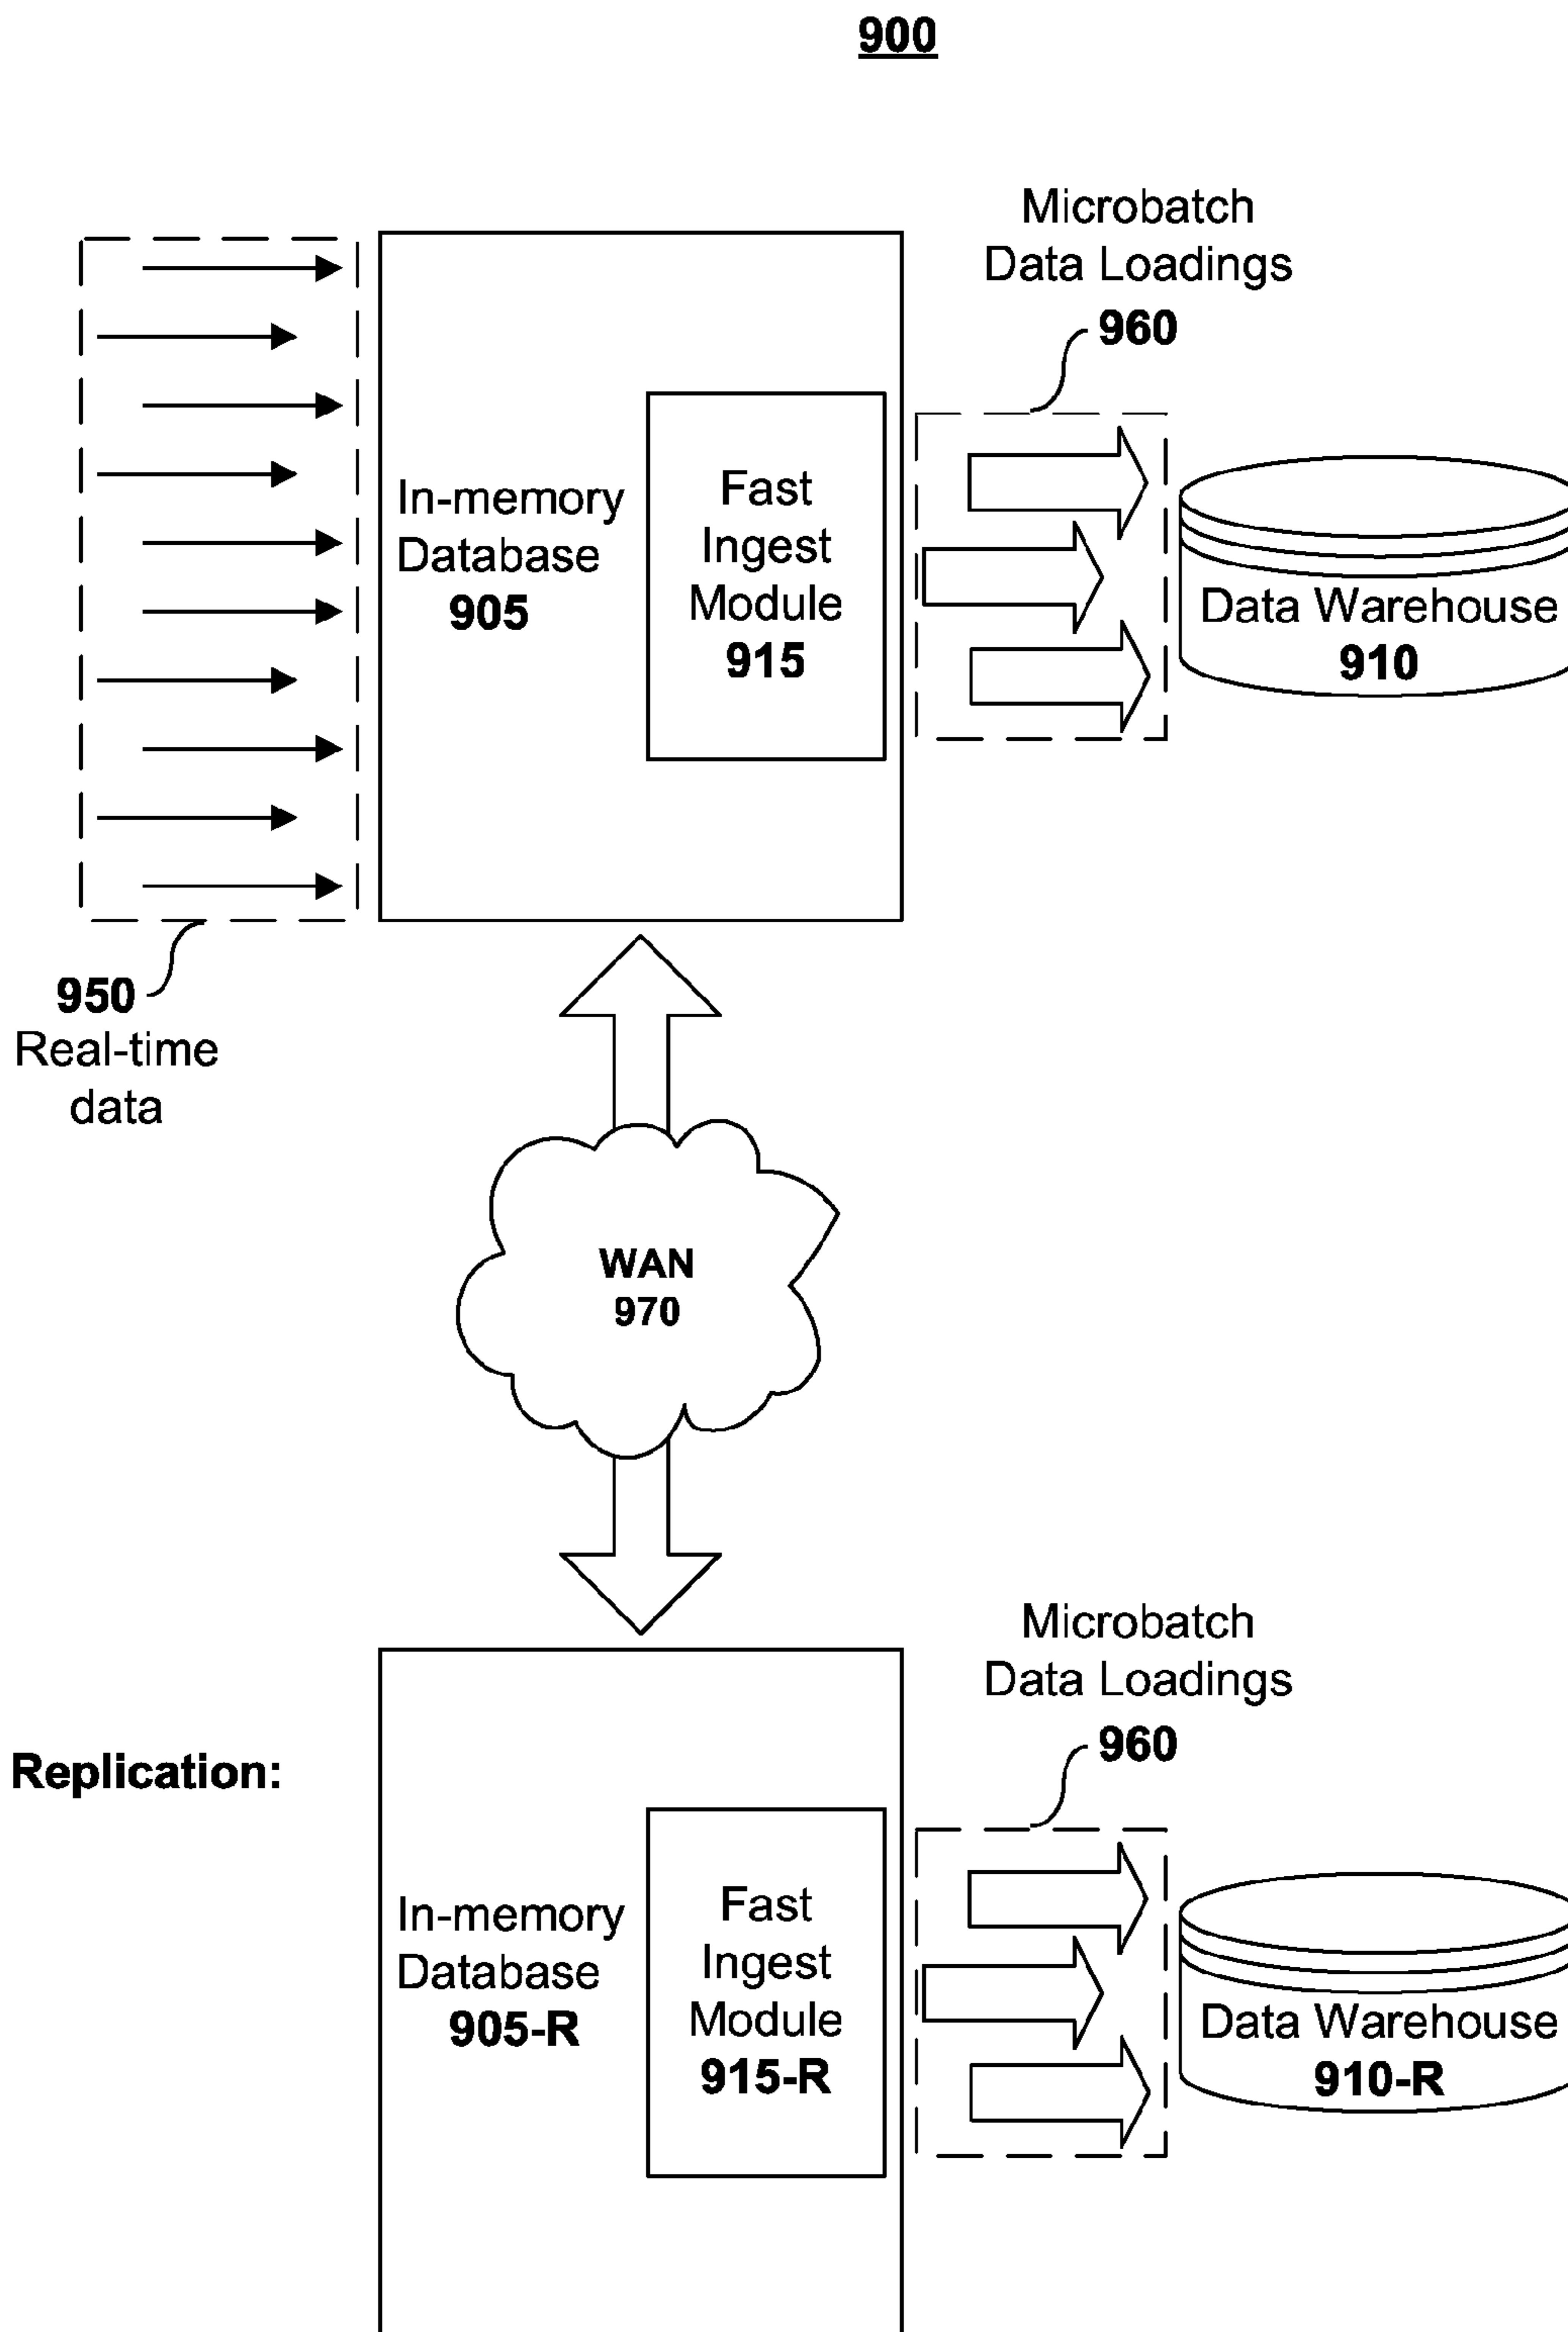 900
Microbatch
Data Loadings
960
In-memory
Database
905
Fast
Ingest
Module
915
Data Warehouse
910
950
Real-time
data
WAN
970
Replication:
Microbatch
Data Loadings
960
In-memory
Database
905-R
Fast
Ingest
Module
915-R
Data Warehouse
910-R